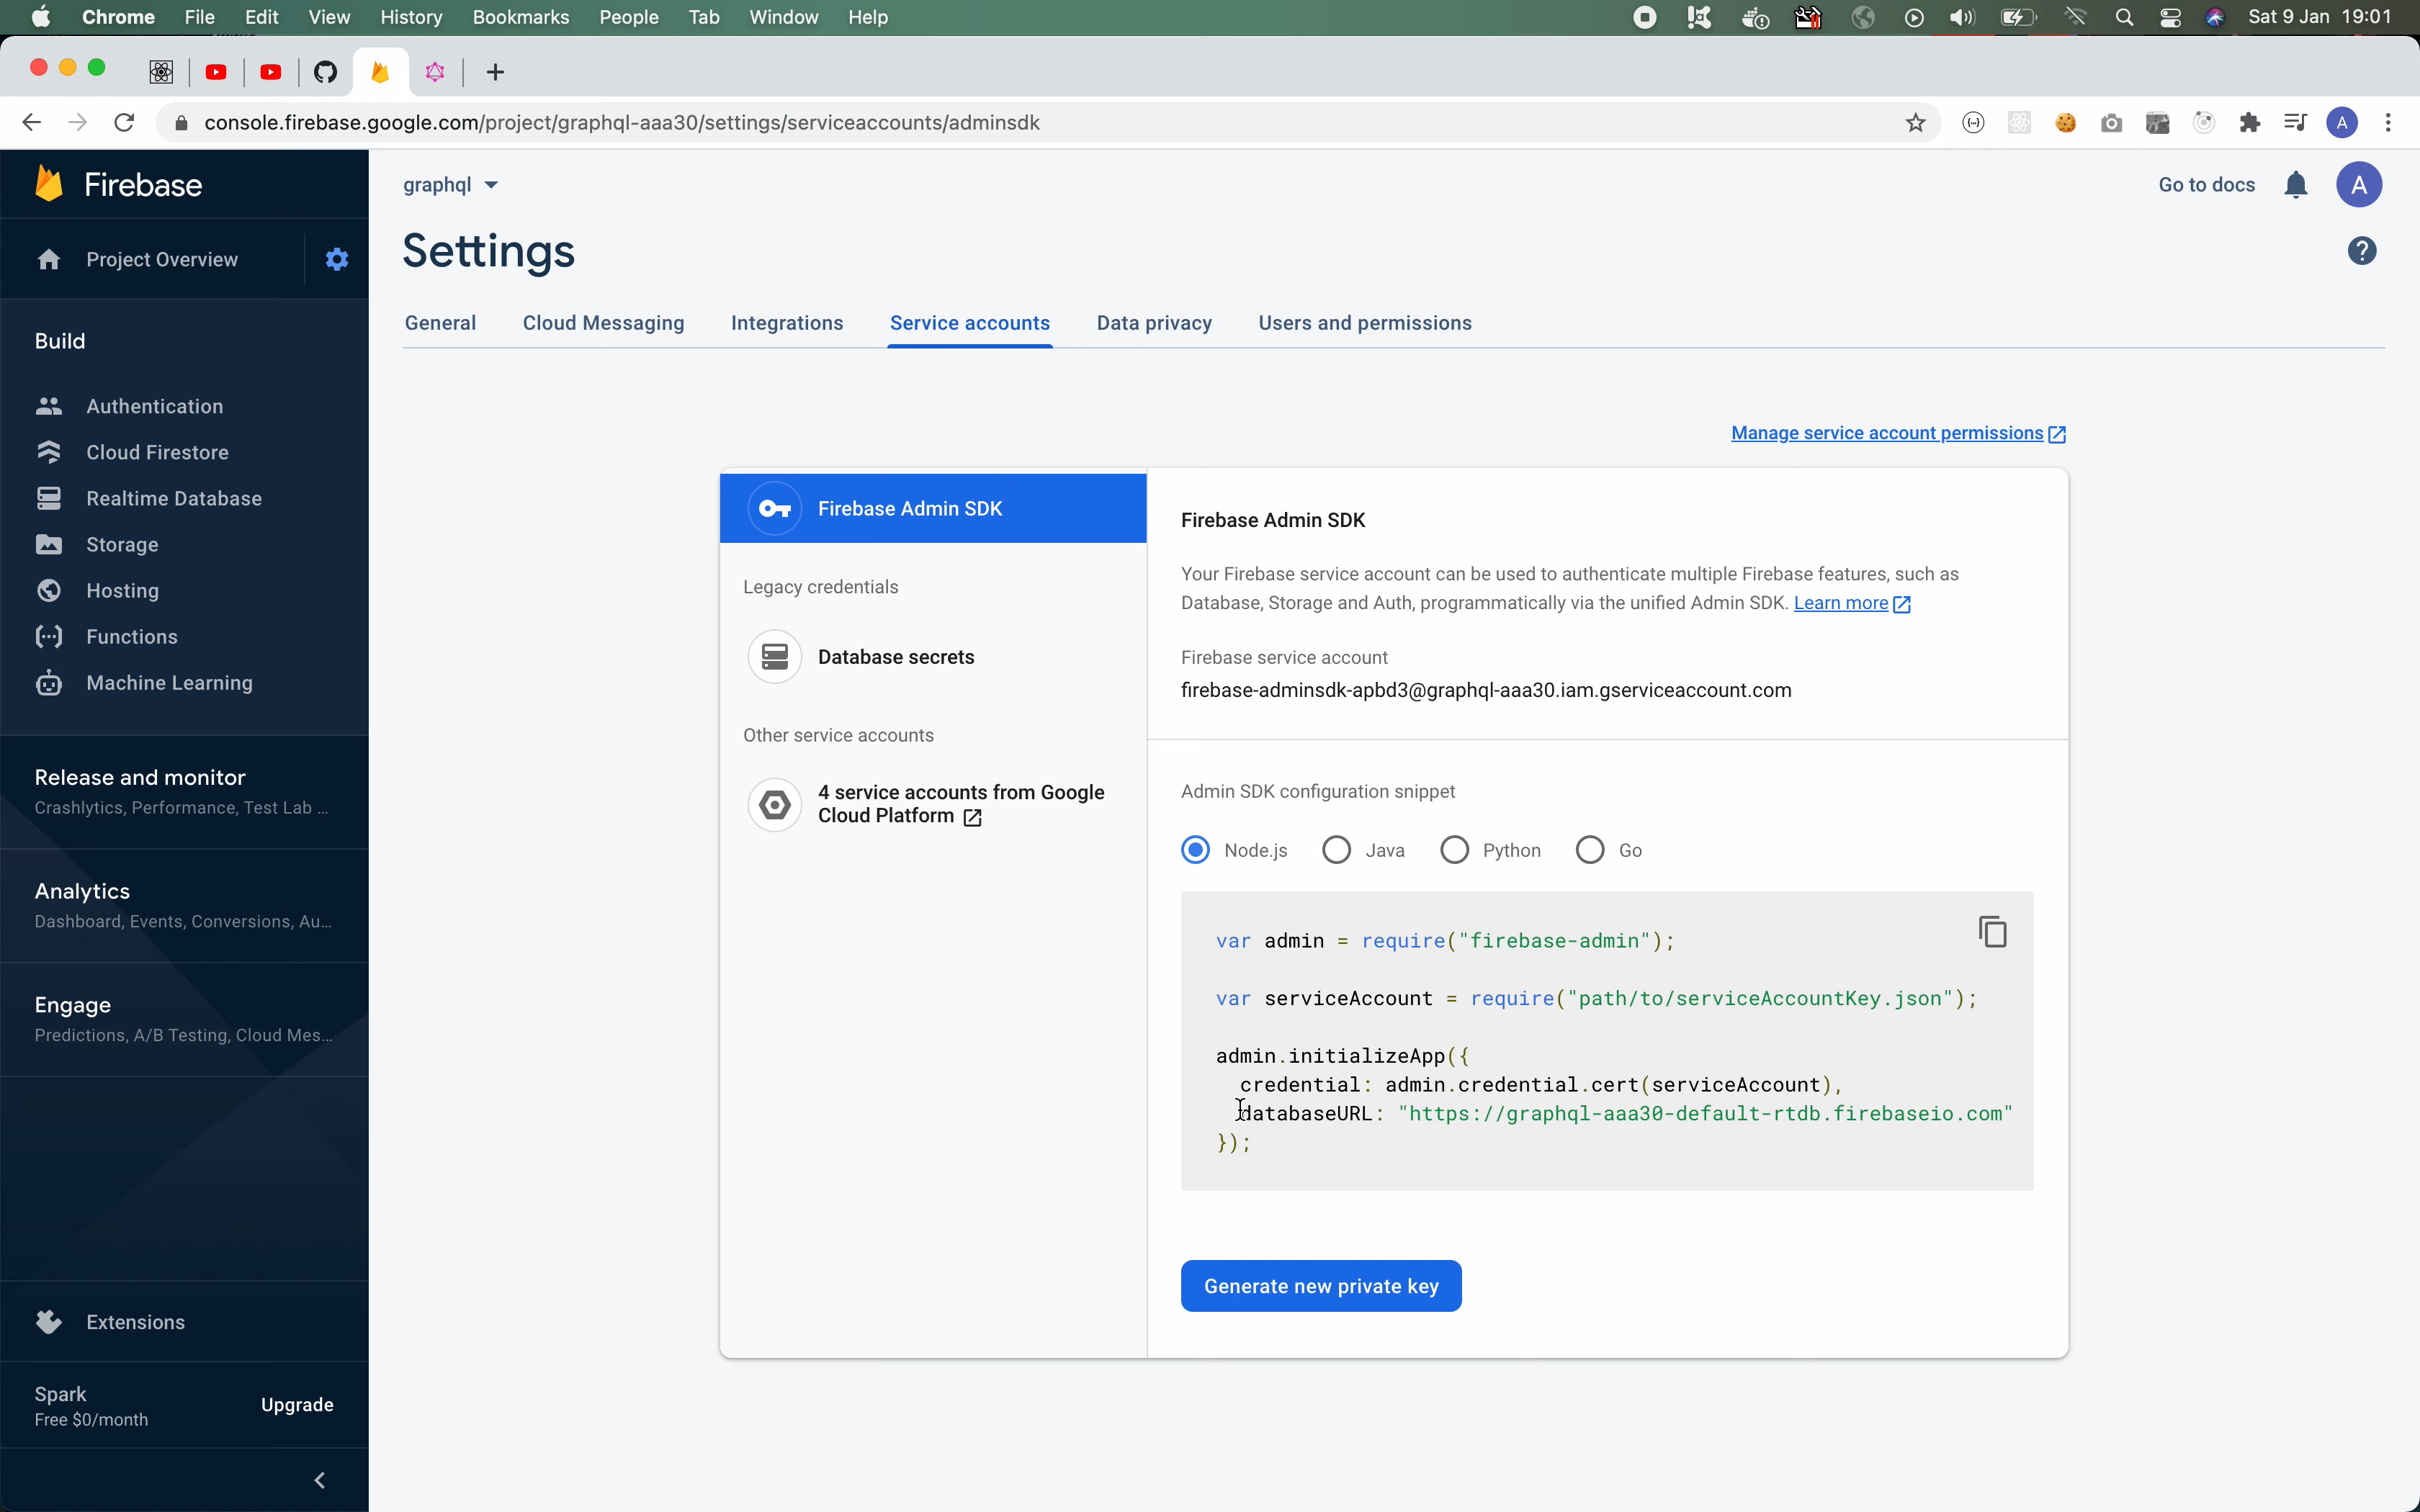 Chrome File Edit View History Bookmarks People Tab Window Help Sat 9 Jan 19:01
console.firebase.google.com/project/graphql-aaa30/settings/serviceaccounts/adminsdk A
Firebase
Project Overview
Build
Authentication
Cloud Firestore
Realtime Database
Storage
Hosting
Functions
Machine Learning
Release and monitor
Crashlytics, Performance, Test Lab ...
Analytics
Dashboard, Events, Conversions, Au...
Engage
Predictions, A/B Testing, Cloud Mes...
Extensions
Spark
Free $0/month
Upgrade
graphql
Go to docs A
Settings
?
General Cloud Messaging Integrations Service accounts Data privacy Users and permissions
Manage service account permissions
Firebase Admin SDK
Legacy credentials
Database secrets
Other service accounts
4 service accounts from Google
Cloud Platform
Firebase Admin SDK
Your Firebase service account can be used to authenticate multiple Firebase features, such as
Database, Storage and Auth, programmatically via the unified Admin SDK. Learn more
Firebase service account
firebase-adminsdk-apbd3@graphql-aaa30.iam.gserviceaccount.com
Admin SDK configuration snippet
Node.js Java Python Go
var admin = require("firebase-admin");
var serviceAccount = require("path/to/serviceAccountKey.json");
admin.initializeApp({
credential: admin.credential.cert(serviceAccount),
databaseURL: "https://graphql-aaa30-default-rtdb.firebaseio.com"
});
Generate new private key